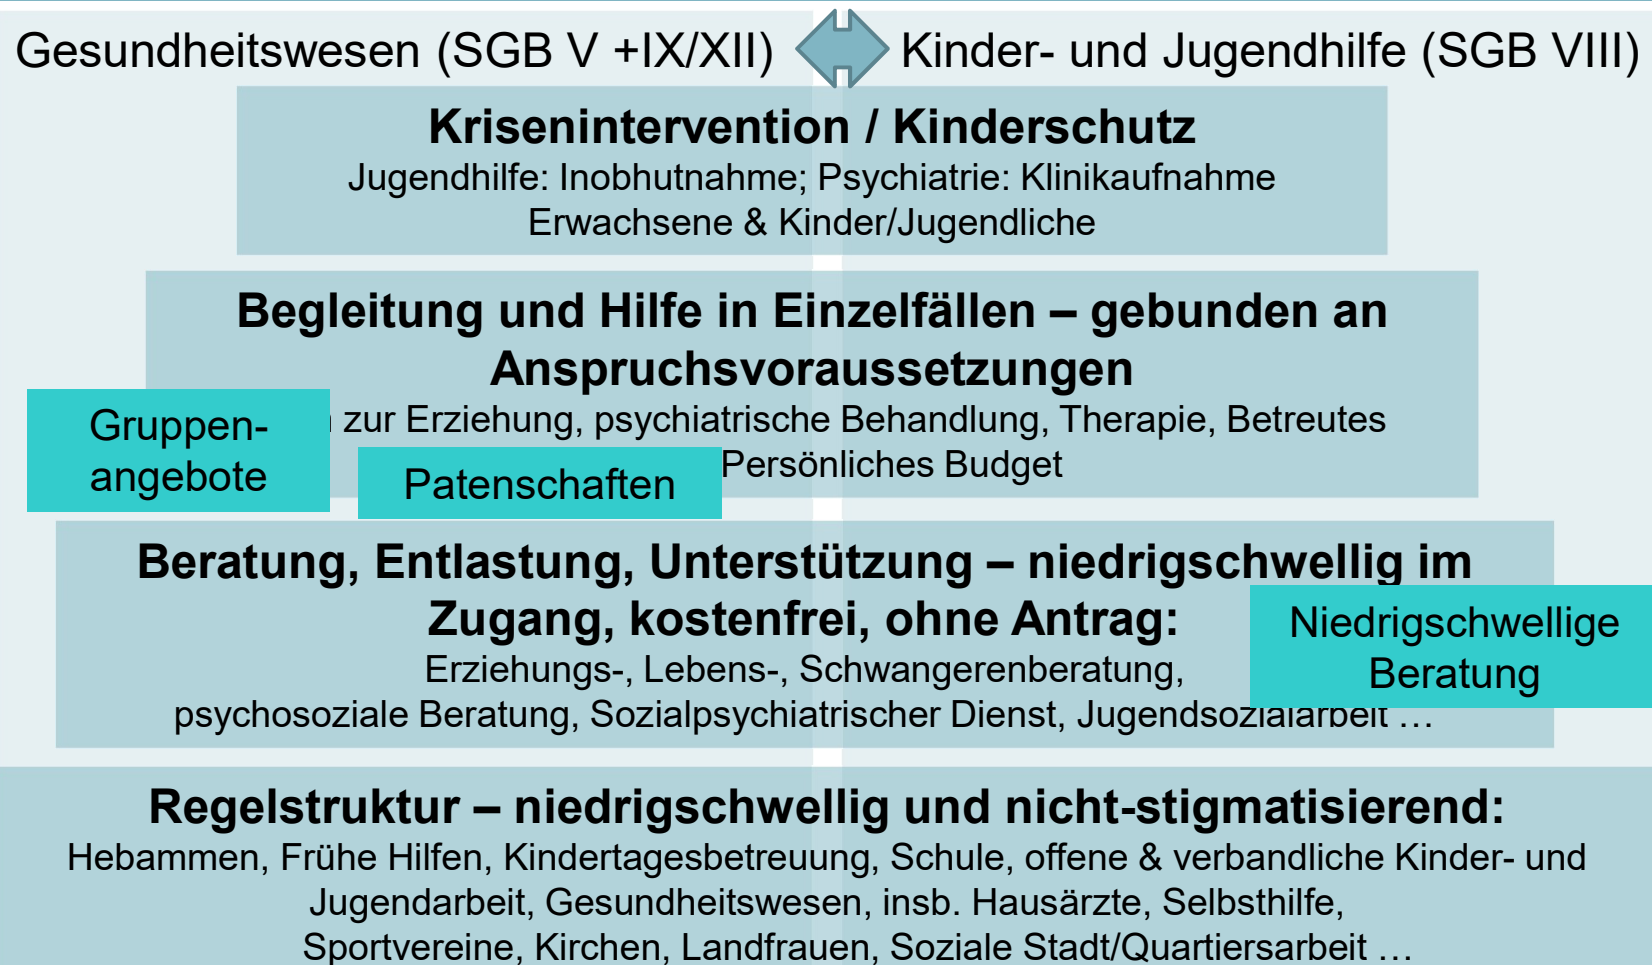 Gesundheitswesen (SGB V +IX/XII)
Kinder- und Jugendhilfe (SGB VIII)
Krisenintervention / Kinderschutz
Jugendhilfe: Inobhutnahme; Psychiatrie: Klinikaufnahme
Erwachsene & Kinder/Jugendliche
Begleitung und Hilfe in Einzelfällen – gebunden an
Anspruchsvoraussetzungen
zur Erziehung, psychiatrische Behandlung, Therapie, Betreutes
Persönliches Budget
Gruppen-
angebote
Patenschaften
Beratung, Entlastung, Unterstützung – niedrigschwellig im
Zugang, kostenfrei, ohne Antrag:
Erziehungs-, Lebens-, Schwangerenberatung,
psychosoziale Beratung, Sozialpsychiatrischer Dienst, Jugendsozialarbeit …
Niedrigschwellige
Beratung
Regelstruktur – niedrigschwellig und nicht-stigmatisierend:
Hebammen, Frühe Hilfen, Kindertagesbetreuung, Schule, offene & verbandliche Kinder- und
Jugendarbeit, Gesundheitswesen, insb. Hausärzte, Selbsthilfe,
Sportvereine, Kirchen, Landfrauen, Soziale Stadt/Quartiersarbeit …